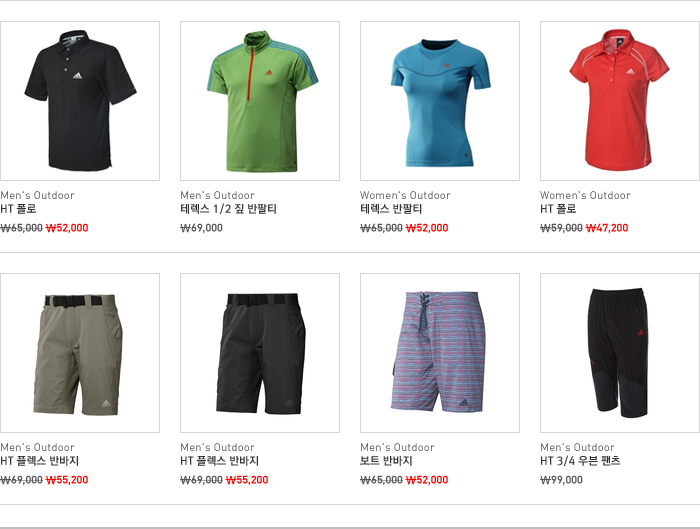 Men's Outdoor
HT 폴로
₩65,000 ₩52,000
Men's Outdoor
테렉스 1/2 짚 반팔티
₩69,000
Women's Outdoor
테렉스 반팔티
₩65,000 ₩52,000
Women's Outdoor
HT 폴로
₩59,000 ₩47,200
Men's Outdoor
HT 플렉스 반바지
₩69,000 ₩55,200
Men's Outdoor
HT 플렉스 반바지
₩69,000 ₩55,200
Men's Outdoor
보트 반바지
₩65,000 ₩52,000
Men's Outdoor
HT 3/4 우븐 팬츠
₩99,000